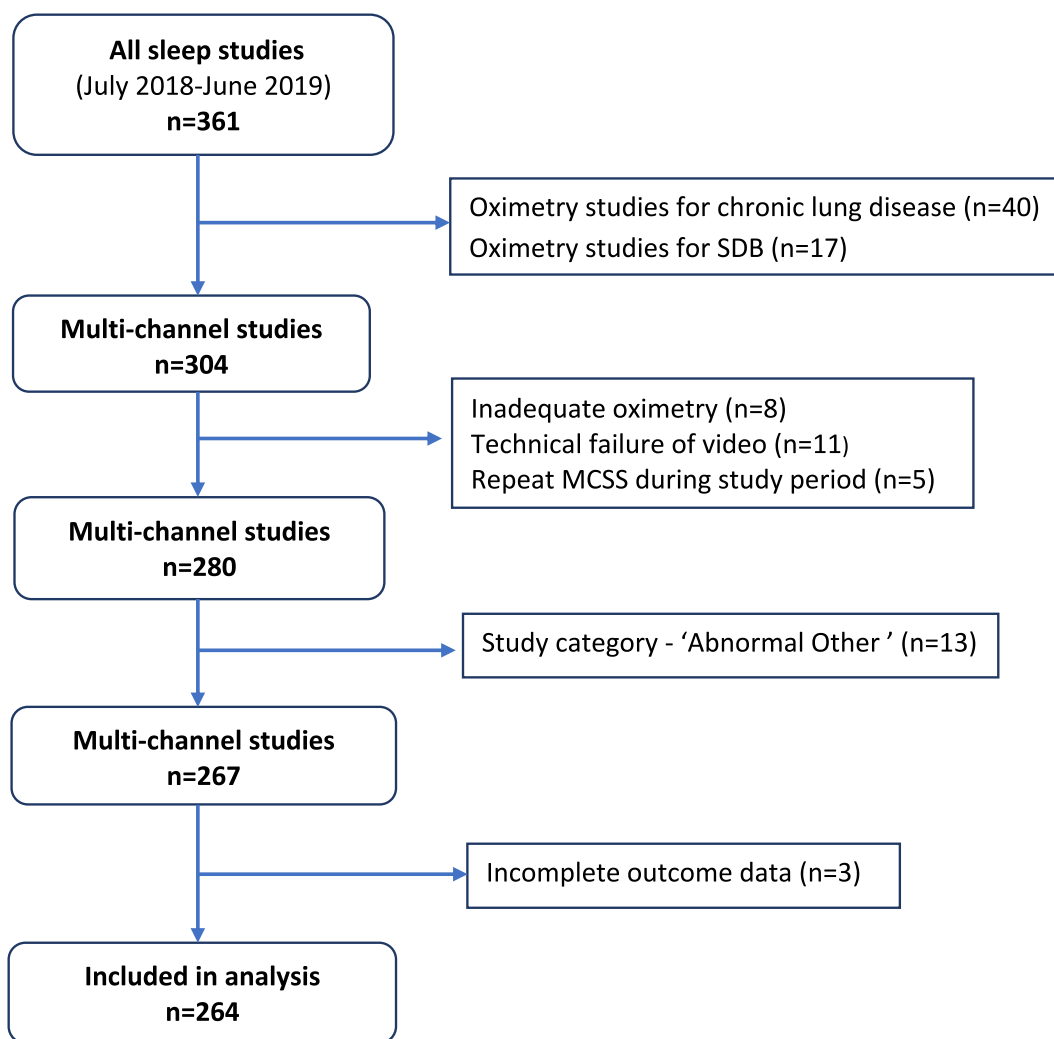 All sleep studies
(July 2018-June 2019)
n=361
Oximetry studies for chronic lung disease (n=40)
Oximetry studies for SDB (n=17)
Multi-channel studies
n=304
Inadequate oximetry (n=8)
Technical failure of video (n=11)
Repeat MCSS during study period (n=5)
Multi-channel studies
n=280
Study category - ‘Abnormal Other ’ (n=13)
Multi-channel studies
n=267
Incomplete outcome data (n=3)
Included in analysis
n=264